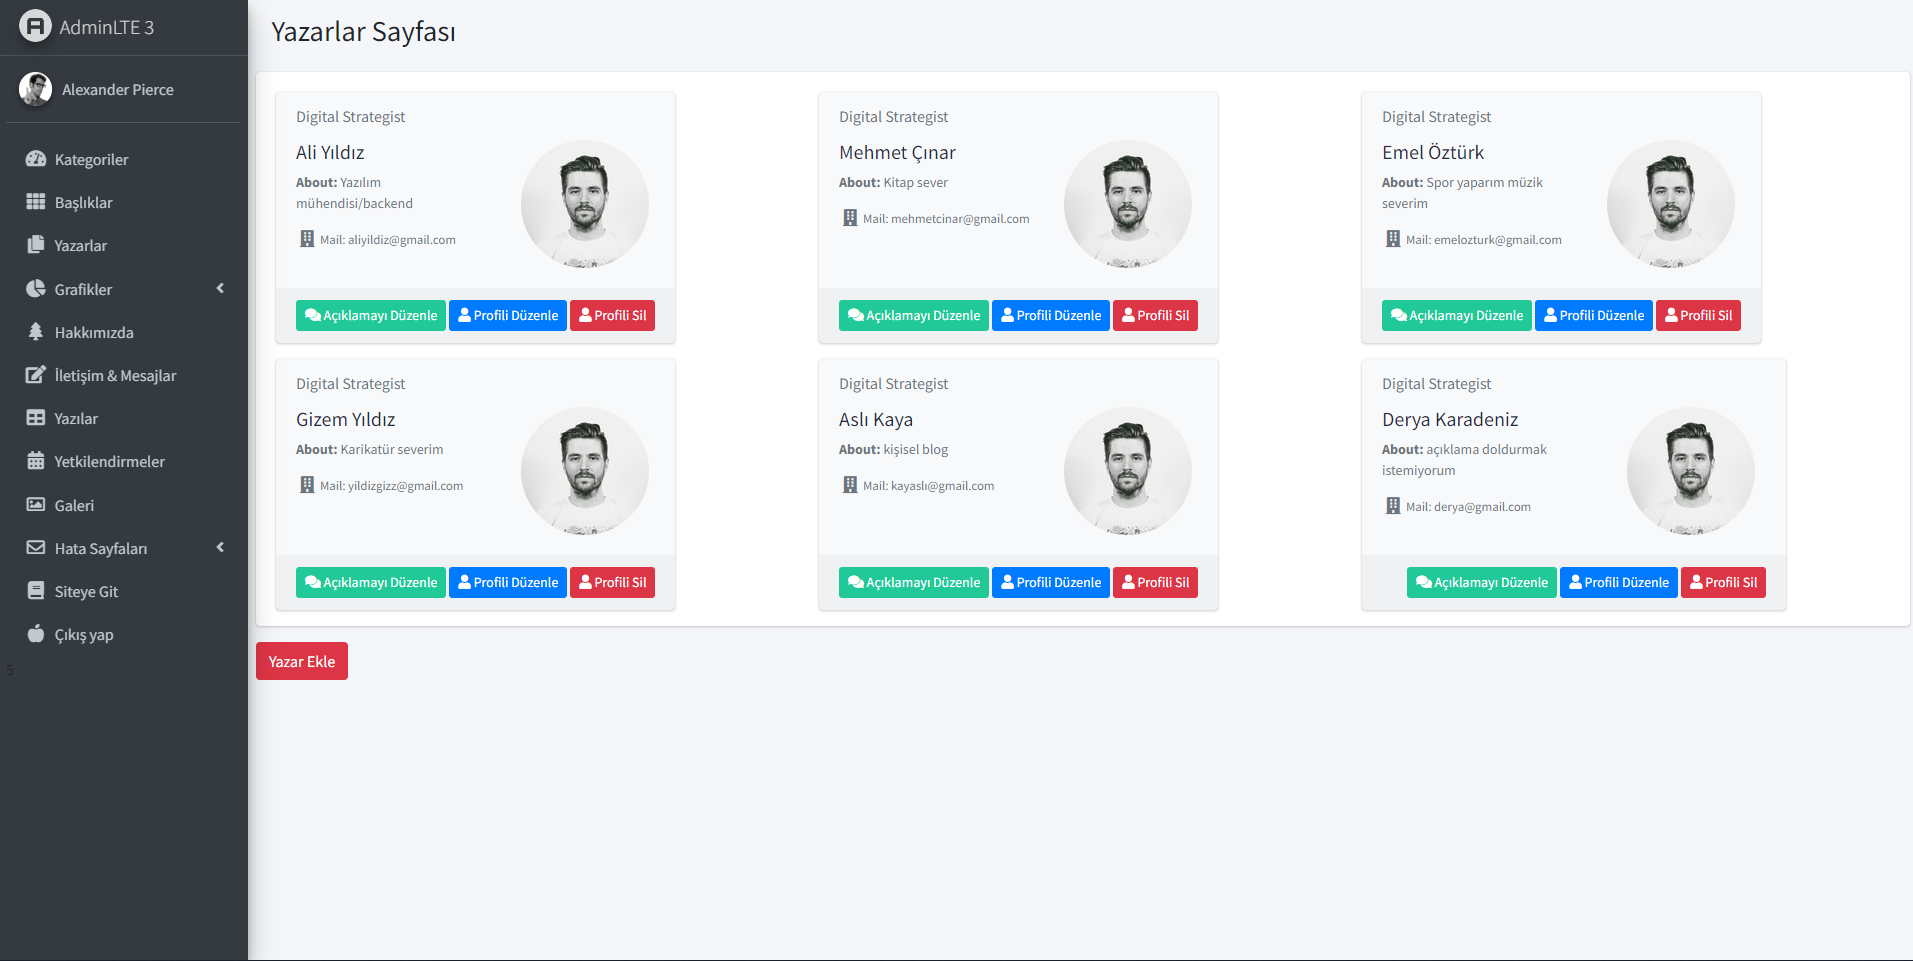 AdminLTE 3
Alexander Pierce
Kategoriler
Başlıklar
Yazarlar
Grafikler
Hakkımızda
İletişim & Mesajlar
Yazılar
Yetkilendirmeler
Galeri
Hata Sayfaları
Siteye Git
Çıkış yap
5
Yazarlar Sayfası
Digital Strategist
Ali Yıldız
About: Yazılım
mühendisi/backend
Mail: aliyildiz@gmail.com
Açıklamayı Düzenle Profili Düzenle Profili Sil
Digital Strategist
Mehmet Çınar
About: Kitap sever
Mail: mehmetcinar@gmail.com
Açıklamayı Düzenle Profili Düzenle Profili Sil
Digital Strategist
Emel Öztürk
About: Spor yaparım müzik
severim
Mail: emelozturk@gmail.com
Açıklamayı Düzenle Profili Düzenle Profili Sil
Digital Strategist
Gizem Yıldız
About: Karikatür severim
Mail: yildizgizz@gmail.com
Açıklamayı Düzenle Profili Düzenle Profili Sil
Digital Strategist
Aslı Kaya
About: kişisel blog
Mail: kayaslı@gmail.com
Açıklamayı Düzenle Profili Düzenle Profili Sil
Digital Strategist
Derya Karadeniz
About: açıklama doldurmak
istemiyorum
Mail: derya@gmail.com
Açıklamayı Düzenle Profili Düzenle Profili Sil
Yazar Ekle